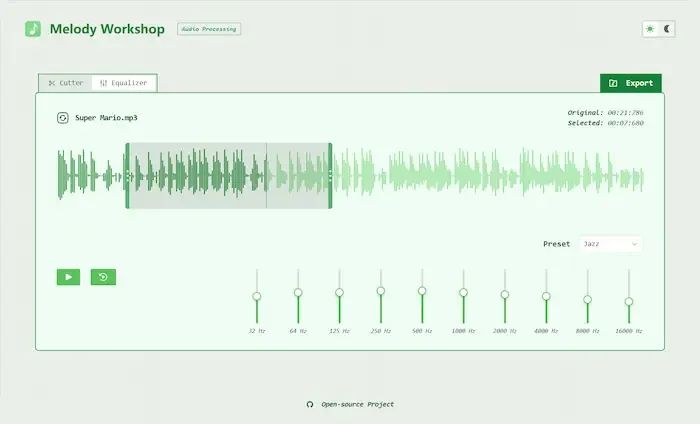 Melody Workshop
Audio Processing
Cutter
Equalizer
Export
Super Mario.mp3
Original: 00:21:786
Selected: 00:07:680
Preset
Jazz
32 Hz
64 Hz
125 Hz
250 Hz
500 Hz
1000 Hz
2000 Hz
4000 Hz
8000 Hz
16000 Hz
Open-source Project